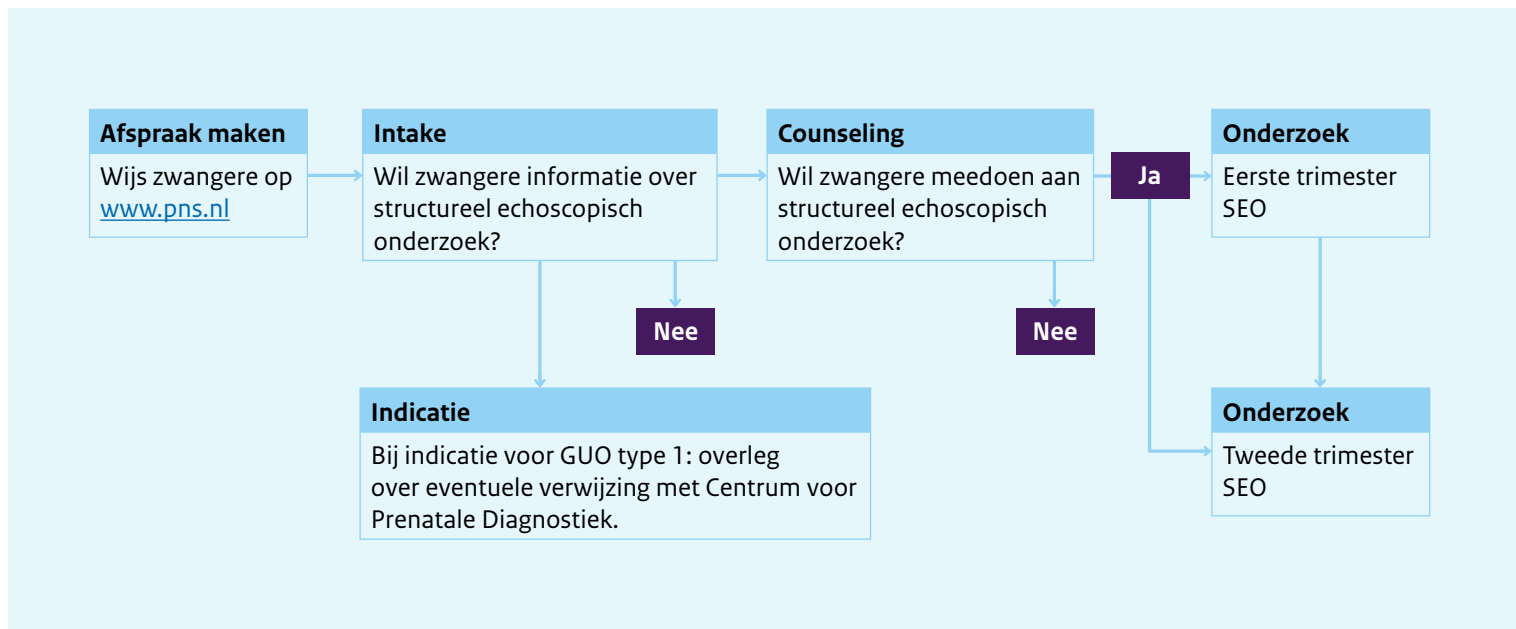 Afspraak maken
Wijs zwangere op
www.pns.nl
Intake
Wil zwangere informatie over
structureel echoscopisch
onderzoek?
Nee
Indicatie
Bij indicatie voor GUO type 1: overleg
over eventuele verwijzing met Centrum voor
Prenatale Diagnostiek.
Counseling
Wil zwangere meedoen aan
structureel echoscopisch
onderzoek?
Nee
Ja
Onderzoek
Eerste trimester
SEO
Onderzoek
Tweede trimester
SEO